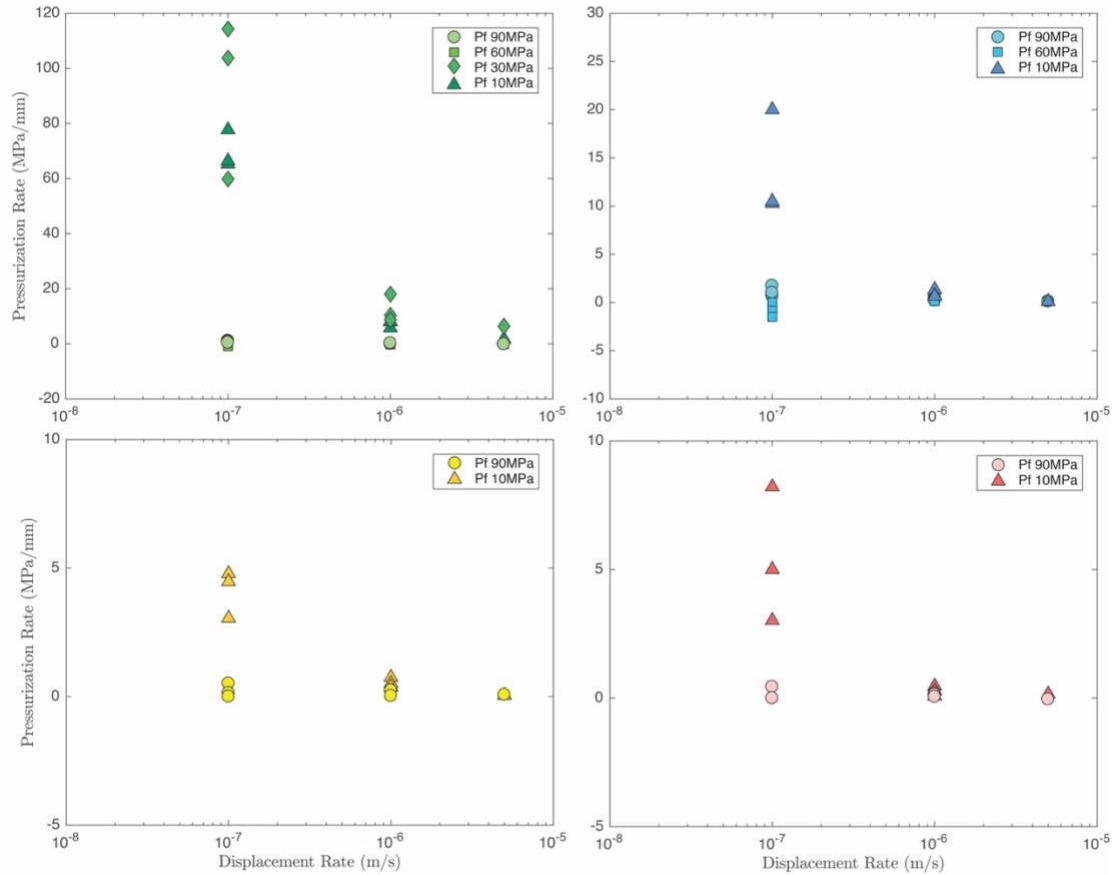 120
100
80
60
40
20
0
-20
Pressurization Rate (MPa/mm)
Pf 90MPa
Pf 60MPa
Pf 30MPa
Pf 10MPa
10-8
10-7
10-6
10-5
30
25
20
15
10
5
0
-5
-10
Pf 90MPa
Pf 60MPa
Pf 10MPa
10-8
10-7
10-6
10-5
10
5
0
-5
Pressurization Rate (MPa/mm)
Pf 90MPa
Pf 10MPa
10-8
10-7
10-6
10-5
Displacement Rate (m/s)
10
5
0
-5
Pf 90MPa
Pf 10MPa
10-8
10-7
10-6
10-5
Displacement Rate (m/s)